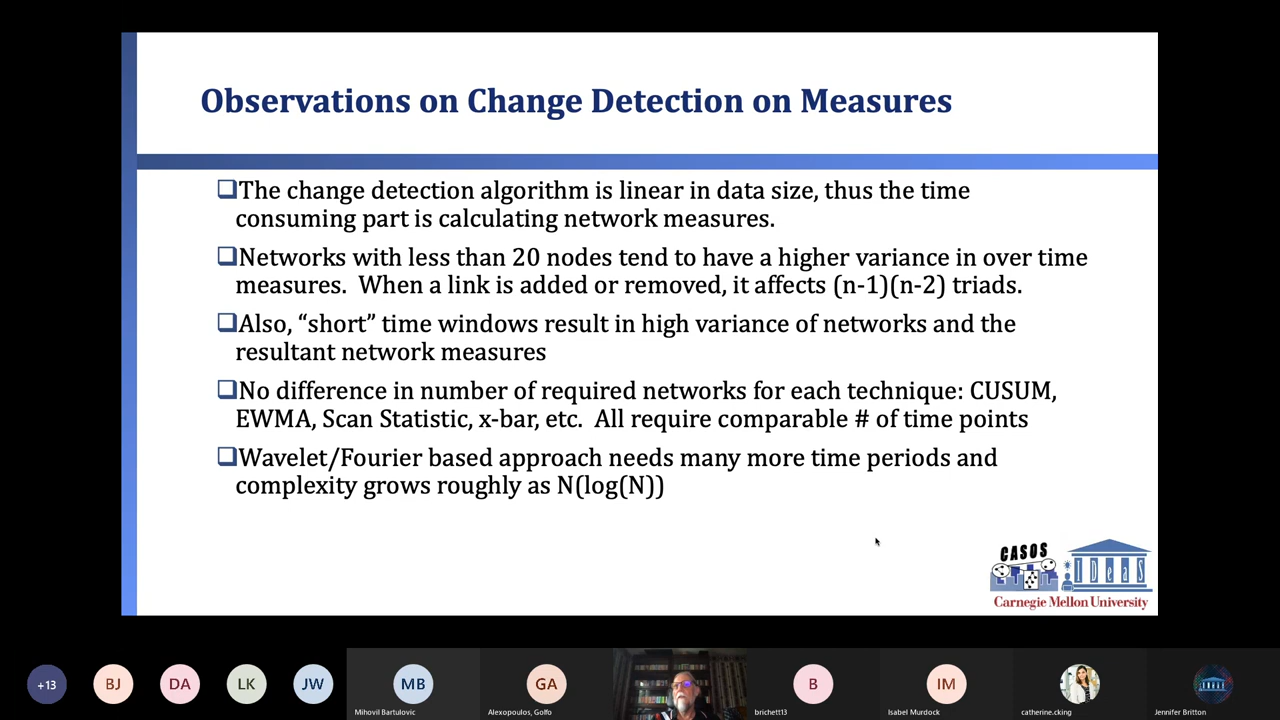 Observations on Change Detection on Measures
❑The change detection algorithm is linear in data size, thus the time
consuming part is calculating network measures.
❑Networks with less than 20 nodes tend to have a higher variance in over time
measures.  When a link is added or removed, it affects (n-1)(n-2) triads.
❑Also, “short” time windows result in high variance of networks and the
resultant network measures
❑No difference in number of required networks for each technique: CUSUM,
EWMA, Scan Statistic, x-bar, etc.  All require comparable # of time points
❑Wavelet/Fourier based approach needs many more time periods and
complexity grows roughly as N(log(N))
CASOS
IDeaS
Carnegie Mellon University
+13
BJ
DA
LK
JW
MB
GA
B
IM
Mihovil Bartulovic
Alexopoulos, Golfo
brichett13
Isabel Murdock
catherine.cking
Jennifer Britton